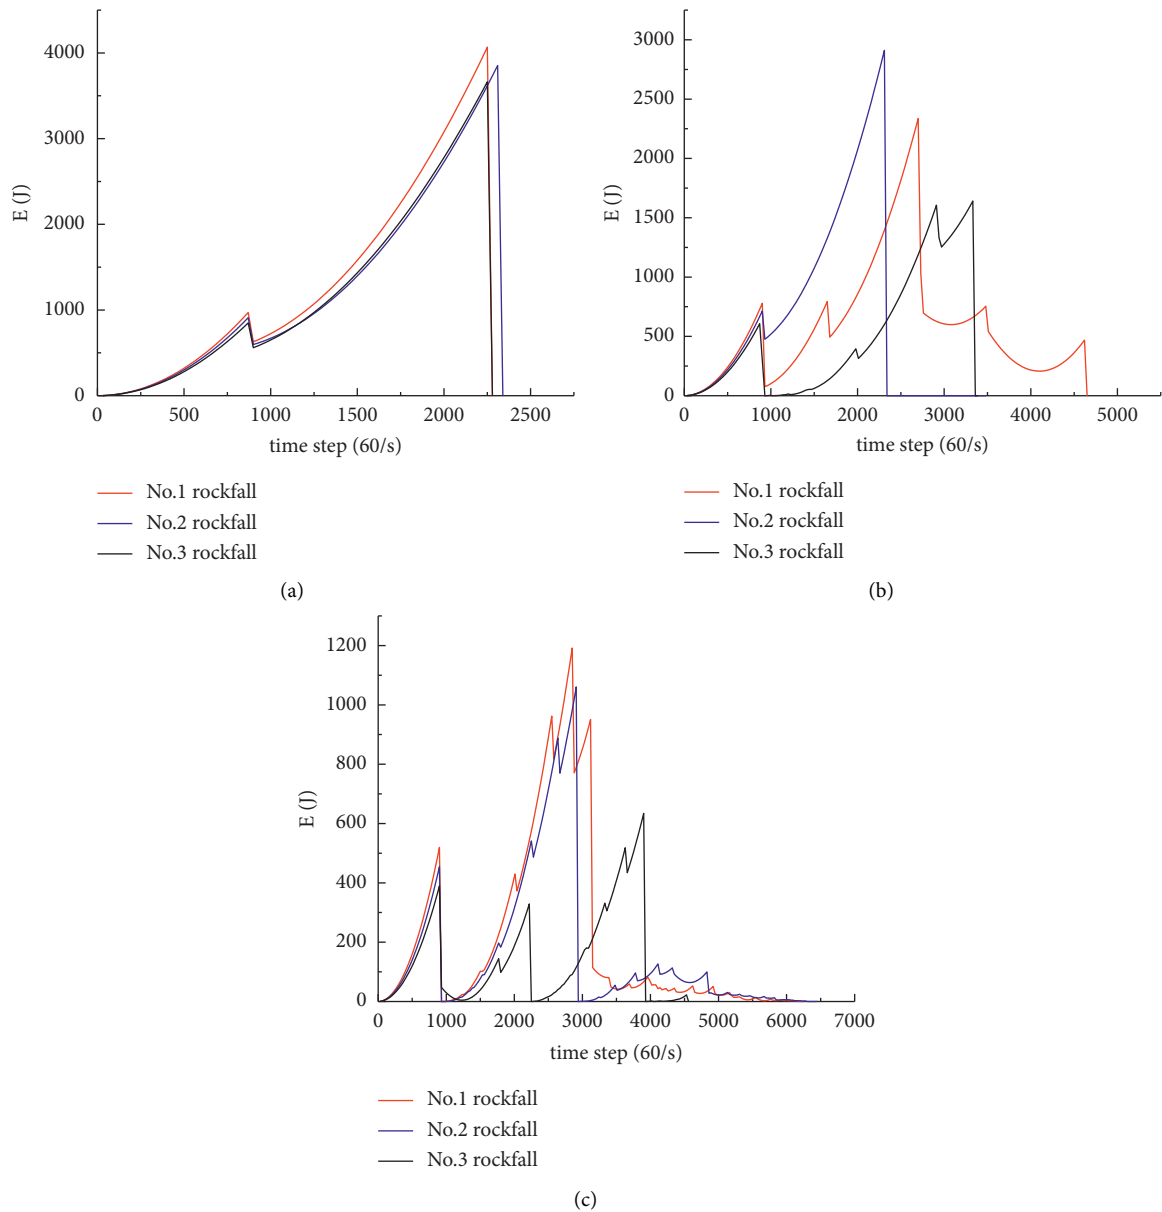 E (J)
4000
3000
2000
1000
0
0 500 1000 1500 2000 2500
time step (60/s)
No.1 rockfall
No.2 rockfall
No.3 rockfall
(a)
E (J)
3000
2500
2000
1500
1000
500
0
0 1000 2000 3000 4000 5000
time step (60/s)
No.1 rockfall
No.2 rockfall
No.3 rockfall
(b)
E (J)
1200
1000
800
600
400
200
0
0 1000 2000 3000 4000 5000 6000 7000
time step (60/s)
No.1 rockfall
No.2 rockfall
No.3 rockfall
(c)